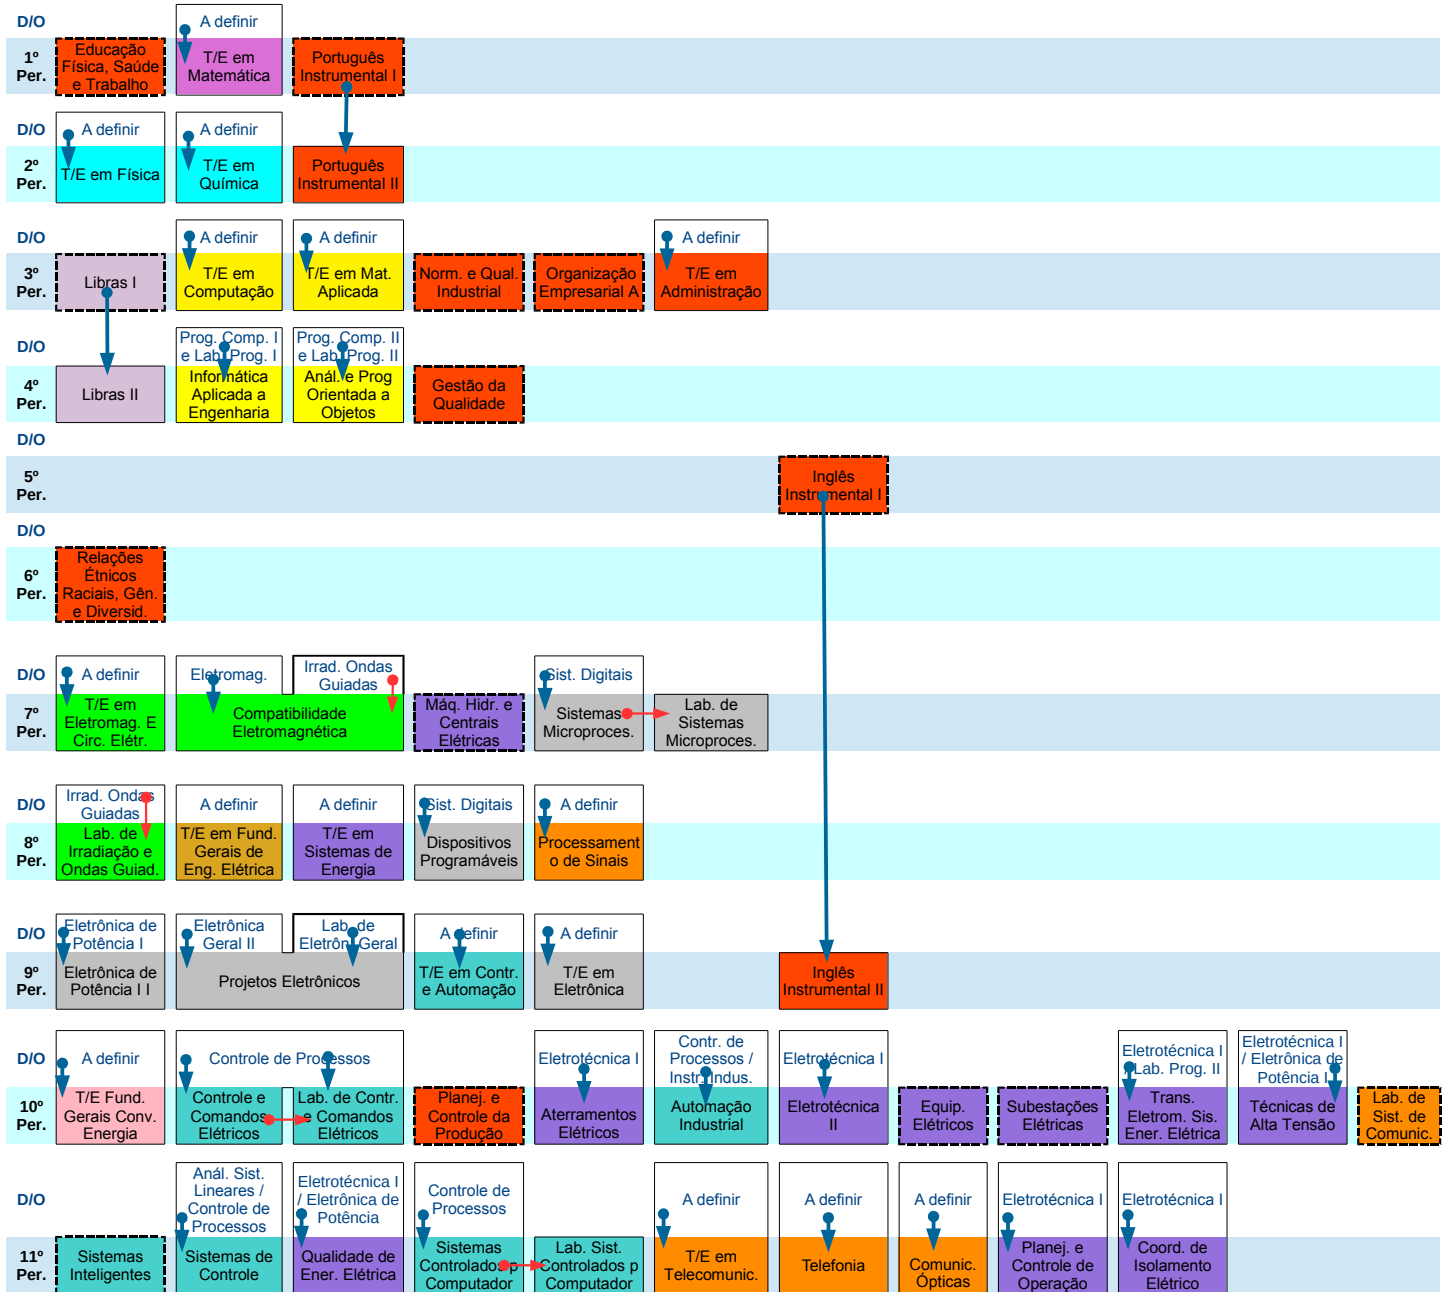 D/O
A definir
1º
Per.
Educação
Física, Saúde
e Trabalho
T/E em
Matemática
Português
Instrumental I
D/O
A definir
A definir
2º
Per.
T/E em Física
T/E em
Química
Português
Instrumental II
D/O
A definir
A definir
A definir
3º
Per.
Libras I
T/E em
Computação
T/E em Mat.
Aplicada
Norm. e Qual.
Industrial
Organização
Empresarial A
T/E em
Administração
D/O
Prog. Comp. I
e Lab. Prog. I
Prog. Comp. II
e Lab. Prog. II
4º
Per.
Libras II
Informática
Aplicada a
Engenharia
Anál. e Prog
Orientada a
Objetos
Gestão da
Qualidade
D/O
5º
Per.
Inglês
Instrumental I
D/O
6º
Per.
Relações
Étnicos
Raciais, Gên.
e Diversid.
D/O
A definir
Eletromag.
Irrad. Ondas
Guiadas
Sist. Digitais
7º
Per.
T/E em
Eletromag. E
Circ. Elétr.
Compatibilidade
Eletromagnética
Máq. Hidr. e
Centrais
Elétricas
Sistemas
Microproces.
Lab. de
Sistemas
Microproces.
D/O
Irrad. Ondas
Guiadas
A definir
A definir
Sist. Digitais
A definir
8º
Per.
Lab. de
Irradiação e
Ondas Guiad.
T/E em Fund.
Gerais de
Eng. Elétrica
T/E em
Sistemas de
Energia
Dispositivos
Programáveis
Processament
o de Sinais
D/O
Eletrônica de
Potência I
Eletrônica
Geral II
Lab. de
Eletrôn. Geral
A definir
A definir
9º
Per.
Eletrônica de
Potência I I
Projetos Eletrônicos
T/E em Contr.
e Automação
T/E em
Eletrônica
Inglês
Instrumental II
D/O
A definir
Controle de Processos
Eletrotécnica I
Contr. de
Processos /
Instr. Indus.
Eletrotécnica I
Eletrotécnica I
/ Lab. Prog. II
Eletrotécnica I
/ Eletrônica de
Potência I
10º
Per.
T/E Fund.
Gerais Conv.
Energia
Controle e
Comandos
Elétricos
Lab. de Contr.
e Comandos
Elétricos
Planej. e
Controle da
Produção
Aterramentos
Elétricos
Automação
Industrial
Eletrotécnica
II
Equip.
Elétricos
Subestações
Elétricas
Trans.
Eletrom. Sis.
Ener. Elétrica
Técnicas de
Alta Tensão
Lab. de
Sist. de
Comunic.
D/O
Anál. Sist.
Lineares /
Controle de
Processos
Eletrotécnica I
/ Eletrônica de
Potência
Controle de
Processos
A definir
A definir
A definir
Eletrotécnica I
Eletrotécnica I
11º
Per.
Sistemas
Inteligentes
Sistemas de
Controle
Qualidade de
Ener. Elétrica
Sistemas
Controlados p
Computador
Lab. Sist.
Controlados p
Computador
T/E em
Telecomunic.
Telefonia
Comunic.
Ópticas
Planej. e
Controle de
Operação
Coord. de
Isolamento
Elétrico